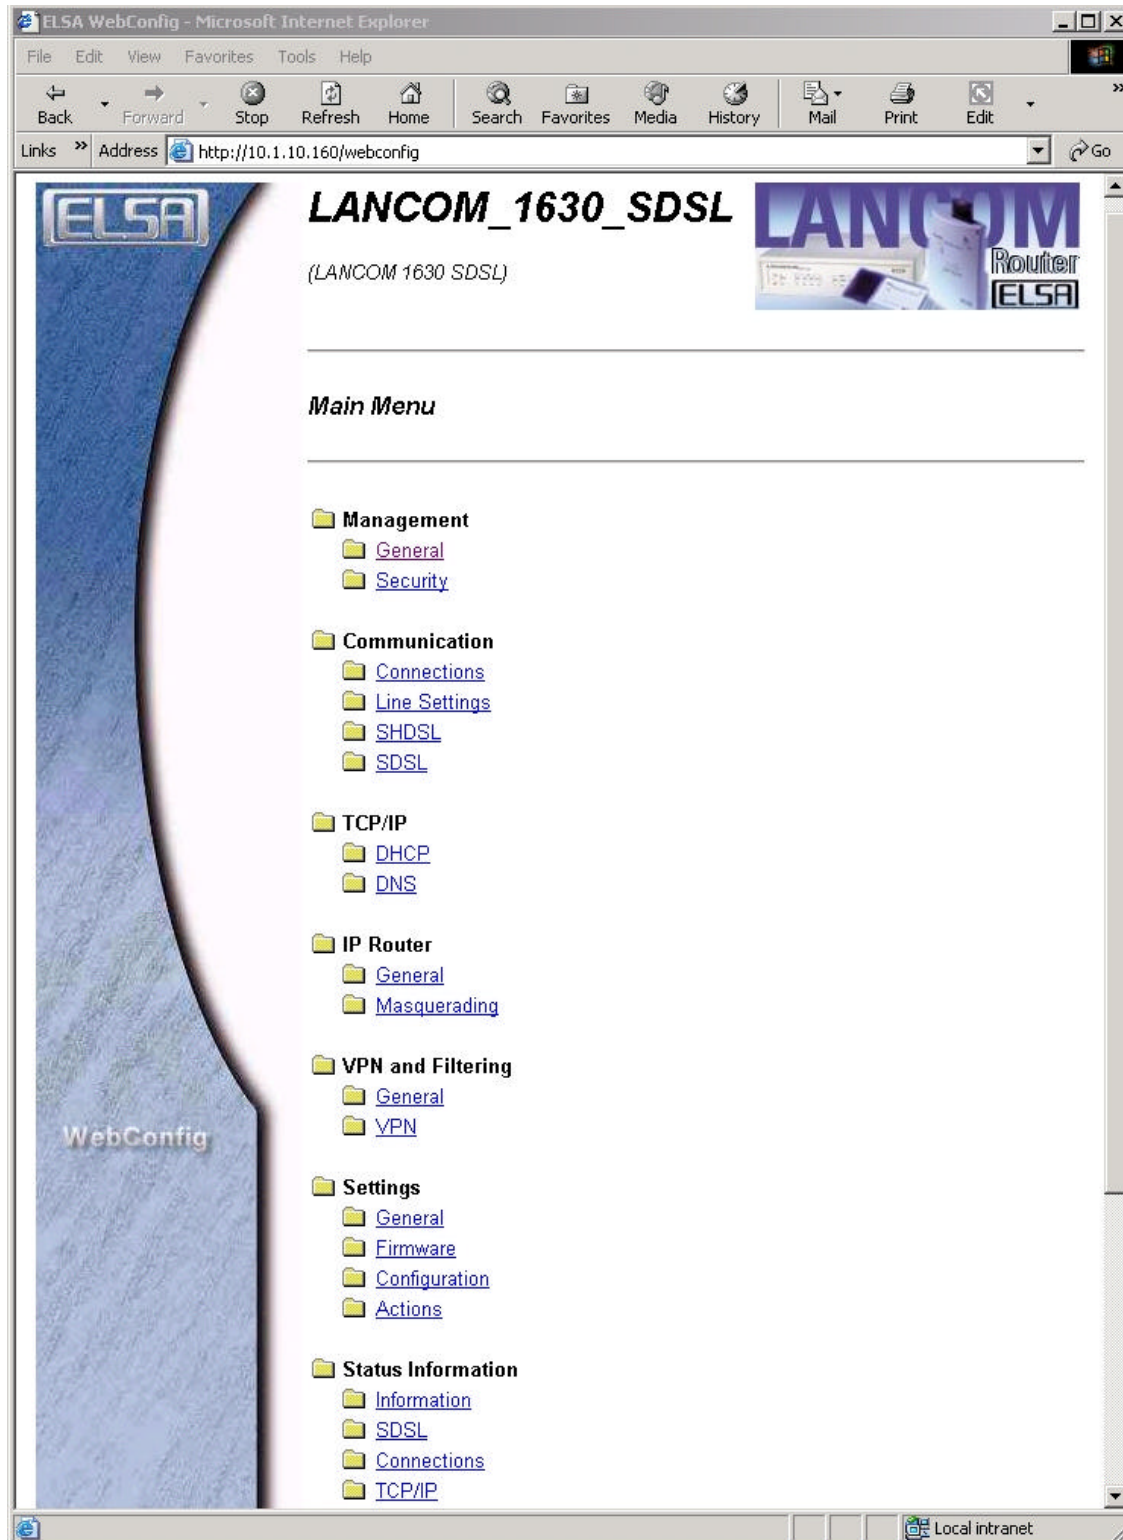 ELSA WebConfig - Microsoft Internet Explorer
File Edit View Favorites Tools Help
Back Forward Stop Refresh Home Search Favorites Media History Mail Print Edit »
Links » Address http://10.1.10.160/webconfig Go
ELSA
LANCOM_1630_SDSL
(LANCOM 1630 SDSL)
LANCOM
Router
ELSA
Main Menu
Management
General
Security
Communication
Connections
Line Settings
SHDSL
SDSL
TCP/IP
DHCP
DNS
IP Router
General
Masquerading
VPN and Filtering
General
VPN
WebConfig
Settings
General
Firmware
Configuration
Actions
Status Information
Information
SDSL
Connections
TCP/IP
Local intranet